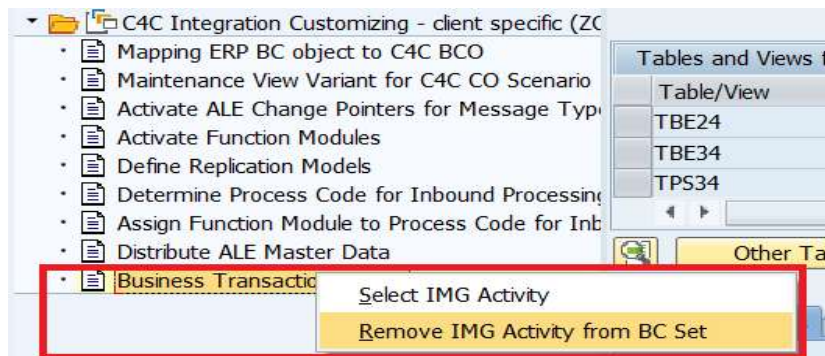 C4C Integration Customizing - client specific (ZC
Mapping ERP BC object to C4C BCO
Maintenance View Variant for C4C CO Scenario
Activate ALE Change Pointers for Message Type
Activate Function Modules
Define Replication Models
Determine Process Code for Inbound Processing
Assign Function Module to Process Code for Inb
Distribute ALE Master Data
Business Transactio
Select IMG Activity
Remove IMG Activity from BC Set
Tables and Views f
Table/View
TBE24
TBE34
TPS34
Other Ta